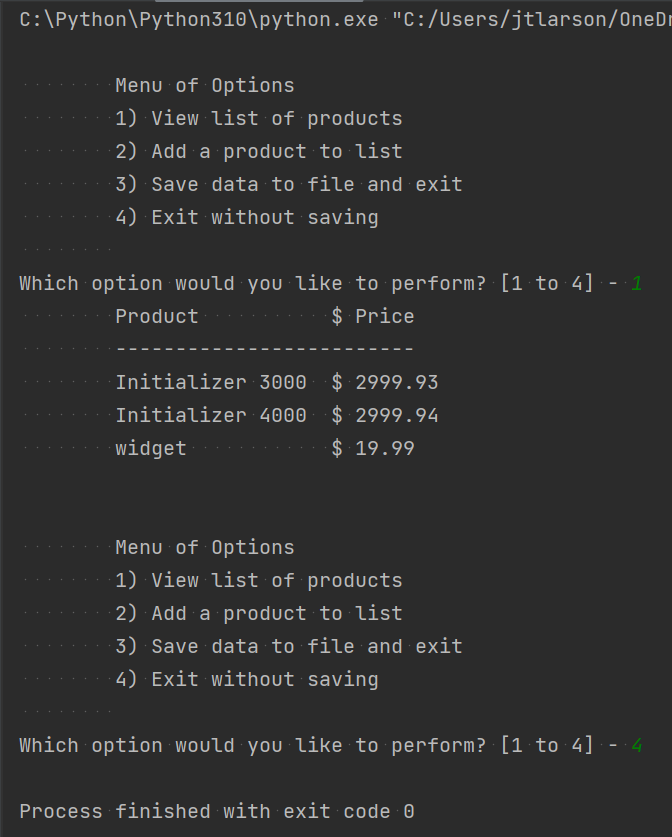 C:\Python\Python310\python.exe "C:/Users/jtlarson/OneDr
Menu of Options
1) View list of products
2) Add a product to list
3) Save data to file and exit
4) Exit without saving
Which option would you like to perform? [1 to 4] - 1
Product           $ Price
-------------------------
Initializer 3000  $ 2999.93
Initializer 4000  $ 2999.94
widget            $ 19.99
Menu of Options
1) View list of products
2) Add a product to list
3) Save data to file and exit
4) Exit without saving
Which option would you like to perform? [1 to 4] - 4
Process finished with exit code 0